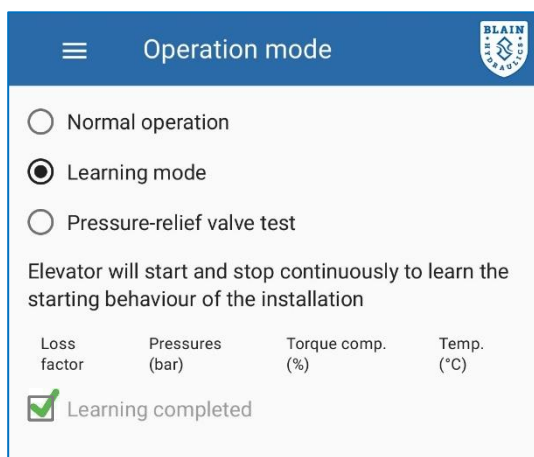 Operation mode
BLAIN
HYDRAULICS
Normal operation
Learning mode
Pressure-relief valve test
Elevator will start and stop continuously to learn the
starting behaviour of the installation
Loss factor
Pressures (bar)
Torque comp. (%)
Temp. (°C)
Learning completed